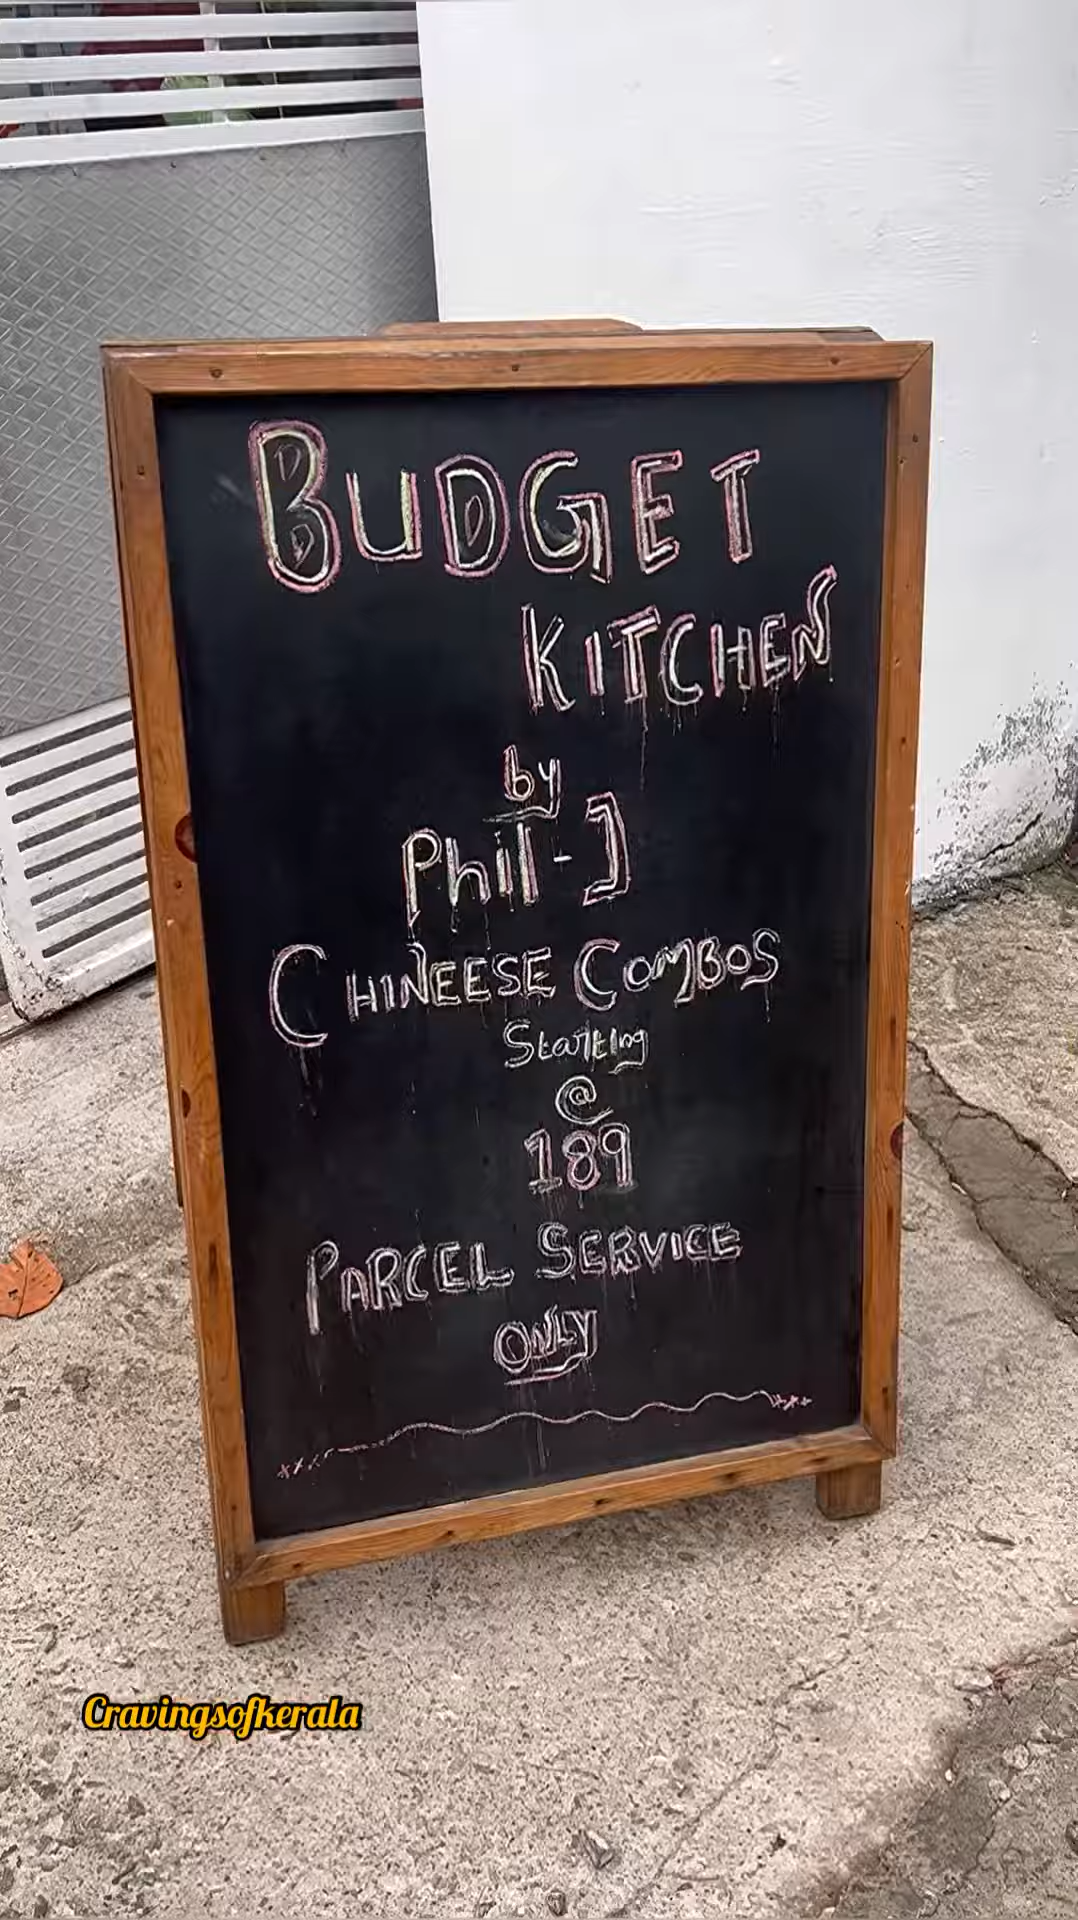 BUDGET
KITCHEN
by
Phil-J
CHINEESE COMBOS
Starting
@
189
PARCEL SERVICE
ONLY
Cravingsofkerala